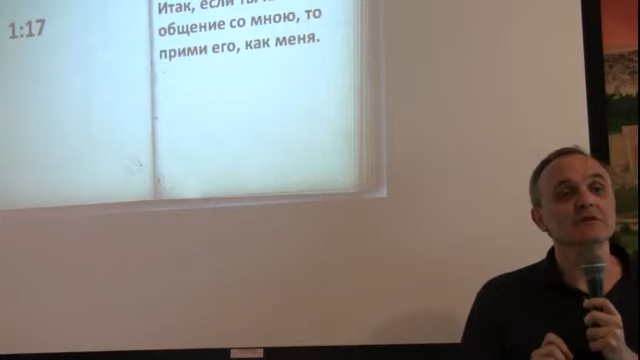 1:17
Итак, если ты
общение со мною, то
прими его, как меня.